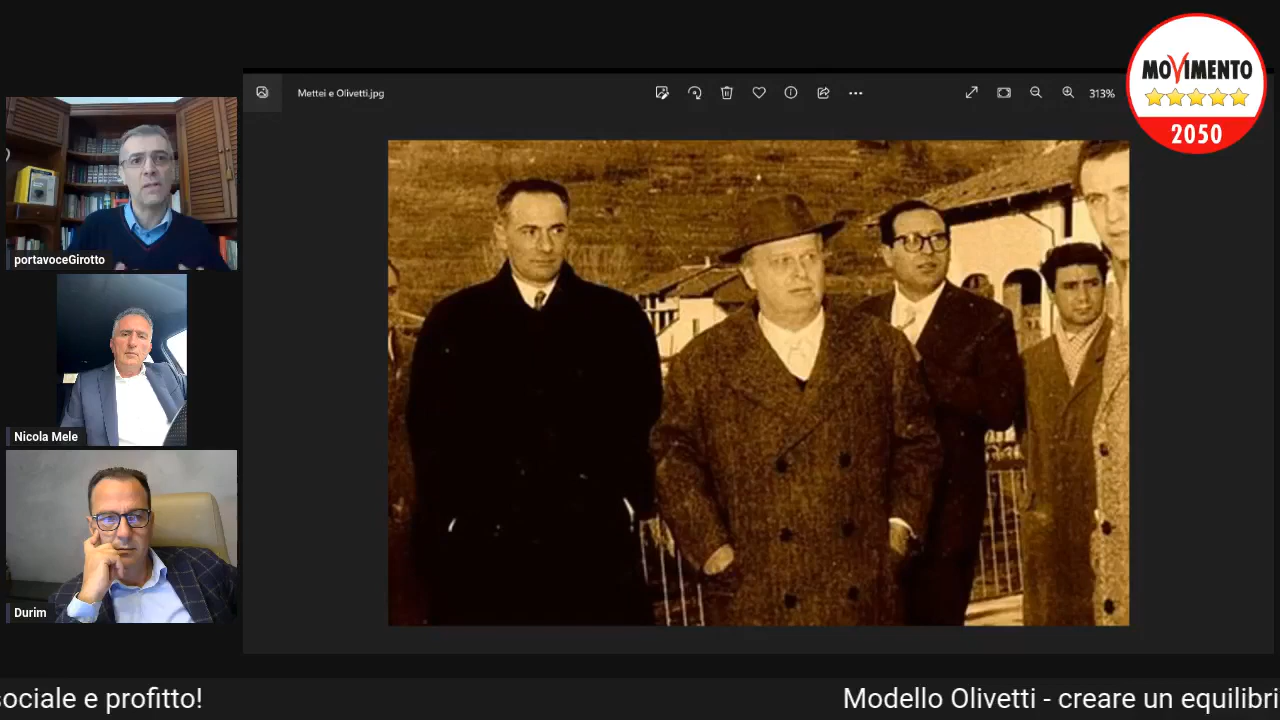 Mettei e Olivetti.jpg
313%
MOVIMENTO
2050
portavoceGirotto
Nicola Mele
Durim
sociale e profitto!
Modello Olivetti - creare un equilibri